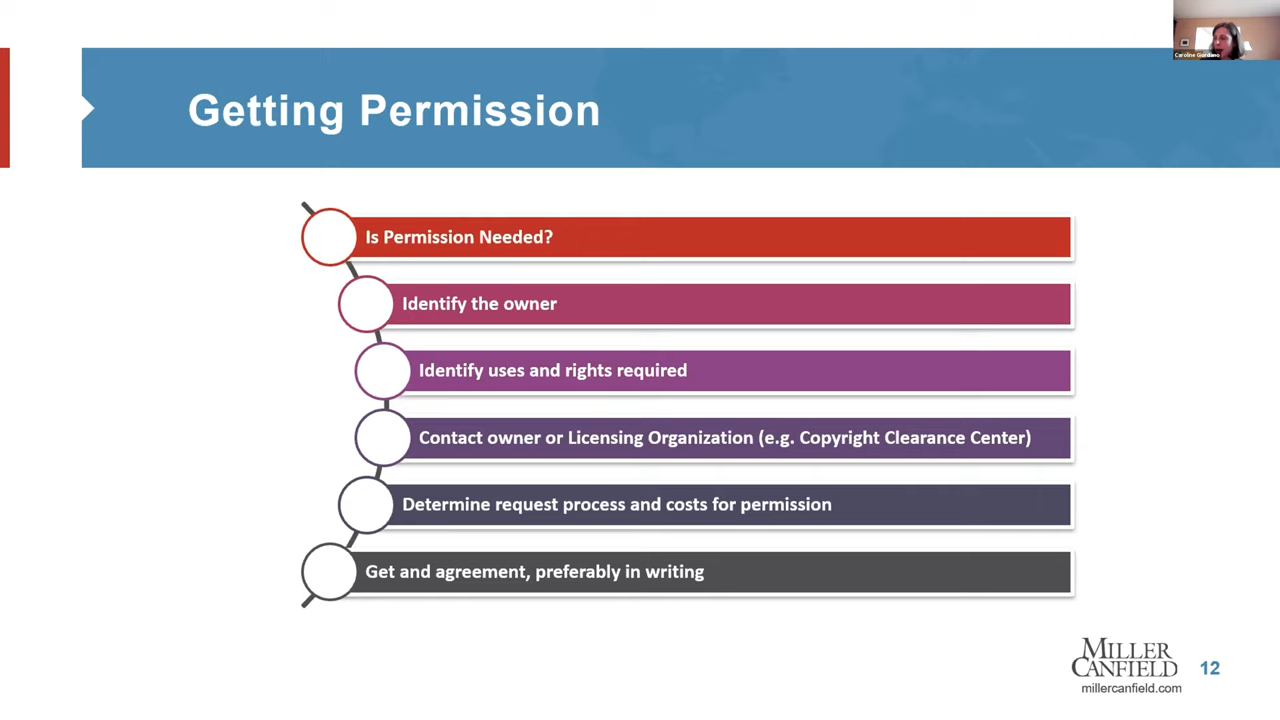 Caroline Giordano
Getting Permission
Is Permission Needed?
Identify the owner
Identify uses and rights required
Contact owner or Licensing Organization (e.g. Copyright Clearance Center)
Determine request process and costs for permission
Get and agreement, preferably in writing
MILLER
CANFIELD
millercanfield.com
12